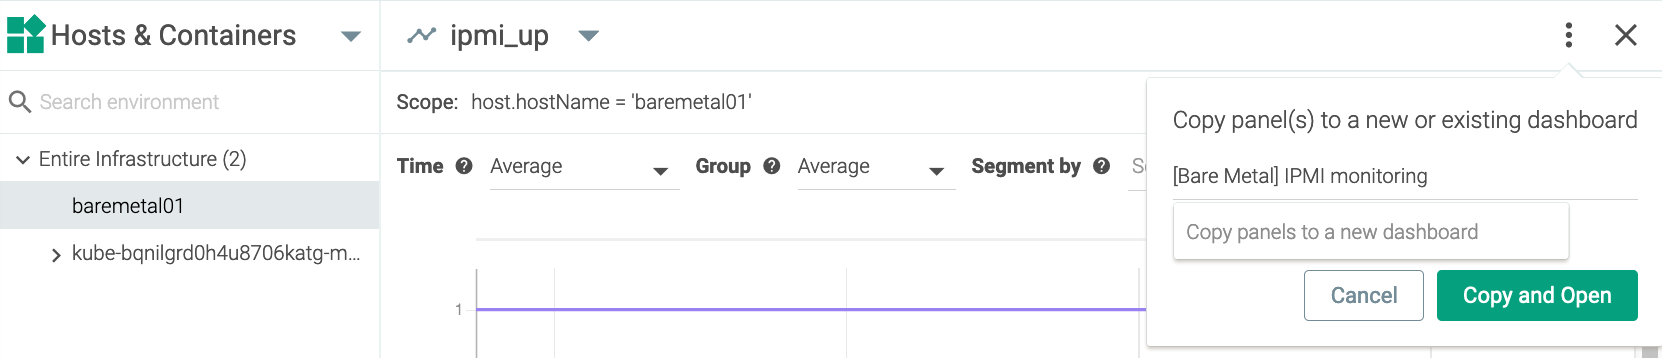 Hosts & Containers
ipmi_up
Search environment
Scope: host.hostName = 'baremetal01'
Copy panel(s) to a new or existing dashboard
Entire Infrastructure (2)
Time ? Average
Group ? Average
Segment by ?
[Bare Metal] IPMI monitoring
baremetal01
Copy panels to a new dashboard
kube-bqnilgrd0h4u8706katg-m...
Cancel
Copy and Open
1